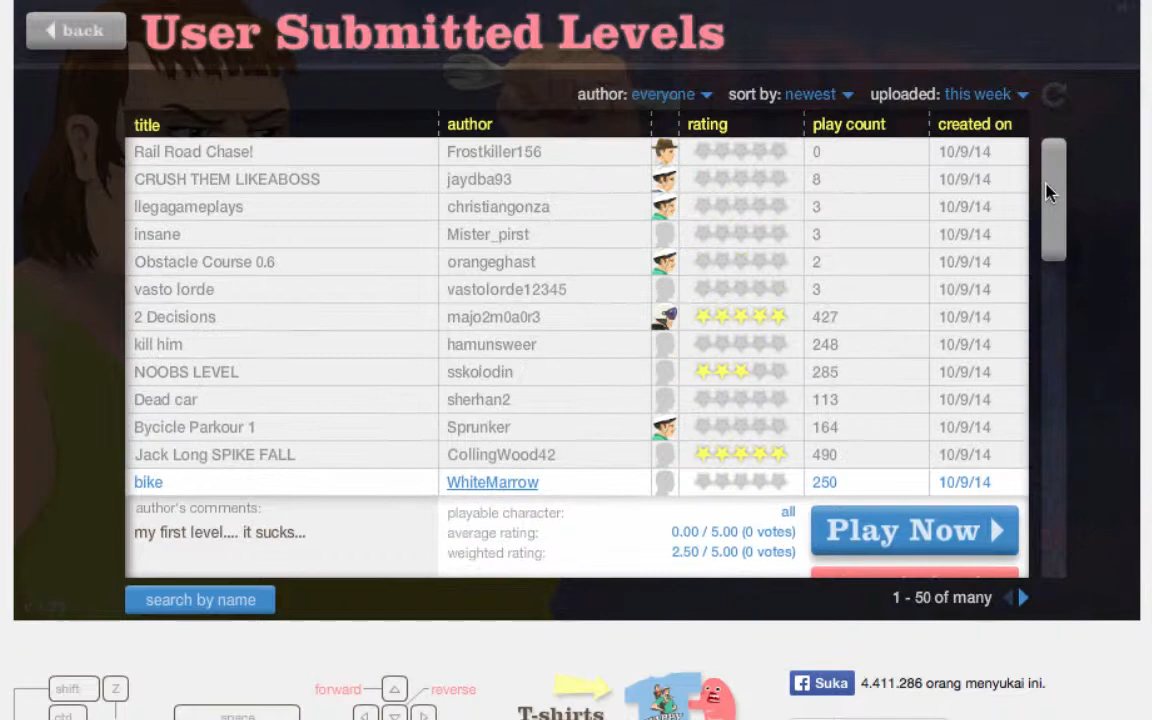 back User Submitted Levels
author: everyone sort by: newest uploaded: this week
title author rating play count created on
Rail Road Chase! Frostkiller156 0 10/9/14
CRUSH THEM LIKEABOSS jaydba93 8 10/9/14
llegagameplays christiangonza 3 10/9/14
insane Mister_pirst 3 10/9/14
Obstacle Course 0.6 orangeghast 2 10/9/14
vasto lorde vastolorde12345 3 10/9/14
2 Decisions majo2m0a0r3 427 10/9/14
kill him hamunsweer 248 10/9/14
NOOBS LEVEL sskolodin 285 10/9/14
Dead car sherhan2 113 10/9/14
Bycicle Parkour 1 Sprunker 164 10/9/14
Jack Long SPIKE FALL CollingWood42 490 10/9/14
bike WhiteMarrow 250 10/9/14
author's comments: playable character: all
my first level.... it sucks... average rating: 0.00 / 5.00 (0 votes) Play Now
weighted rating: 2.50 / 5.00 (0 votes)
search by name 1 - 50 of many
shift Z forward reverse Suka 4.411.286 orang menyukai ini.
ctrl space T-shirts